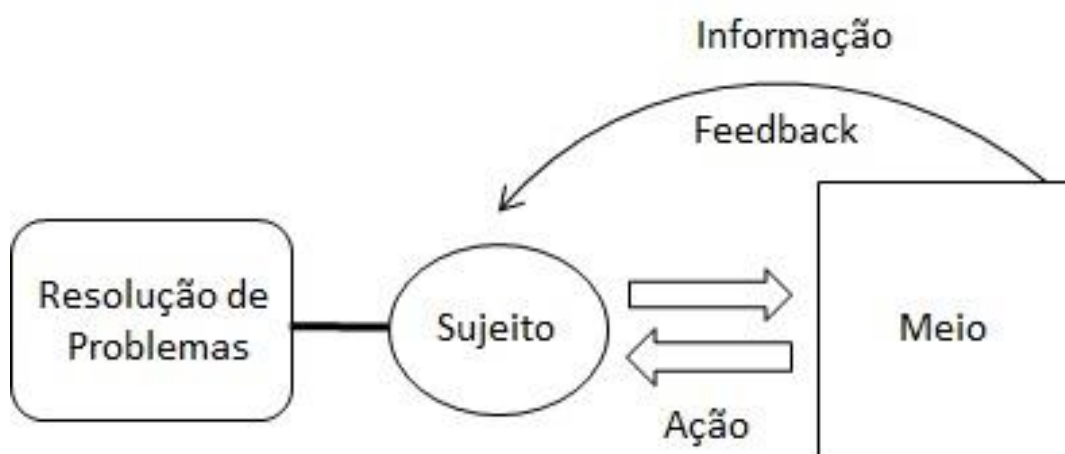 Informação
Feedback
Resolução de
Problemas
Sujeito
Meio
Ação